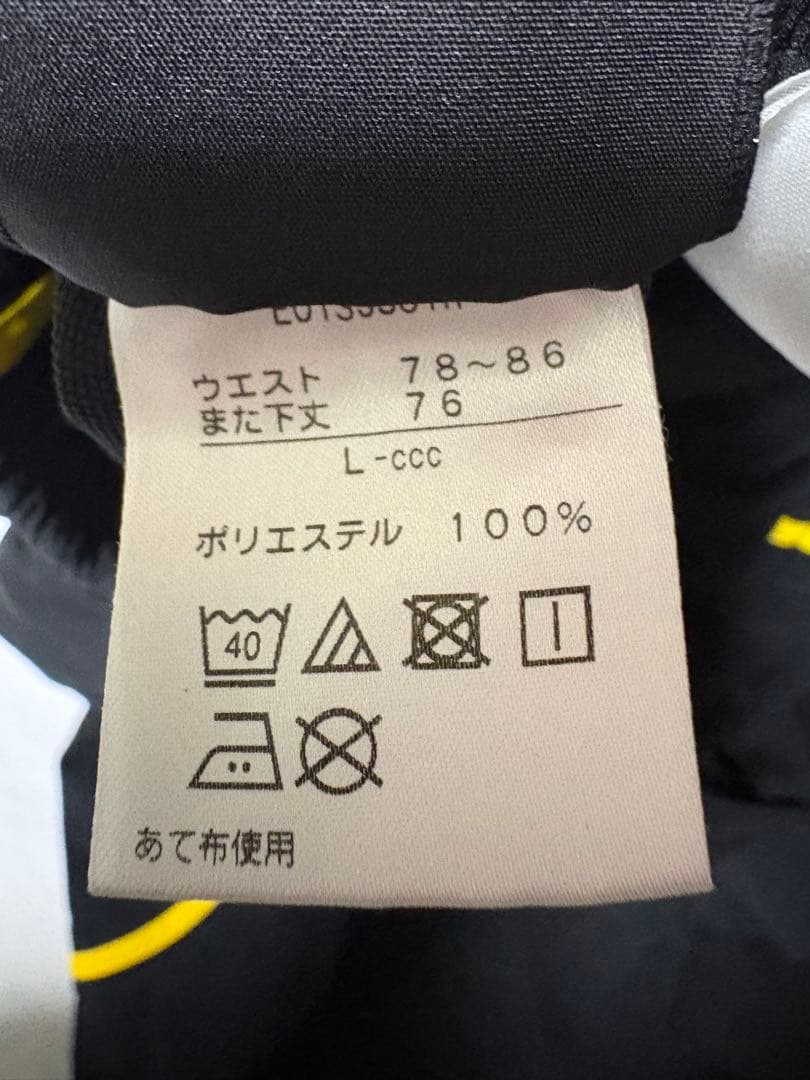 ウエスト 78～86
また下丈 76
L-ccc
ポリエステル 100%
40
あて布使用